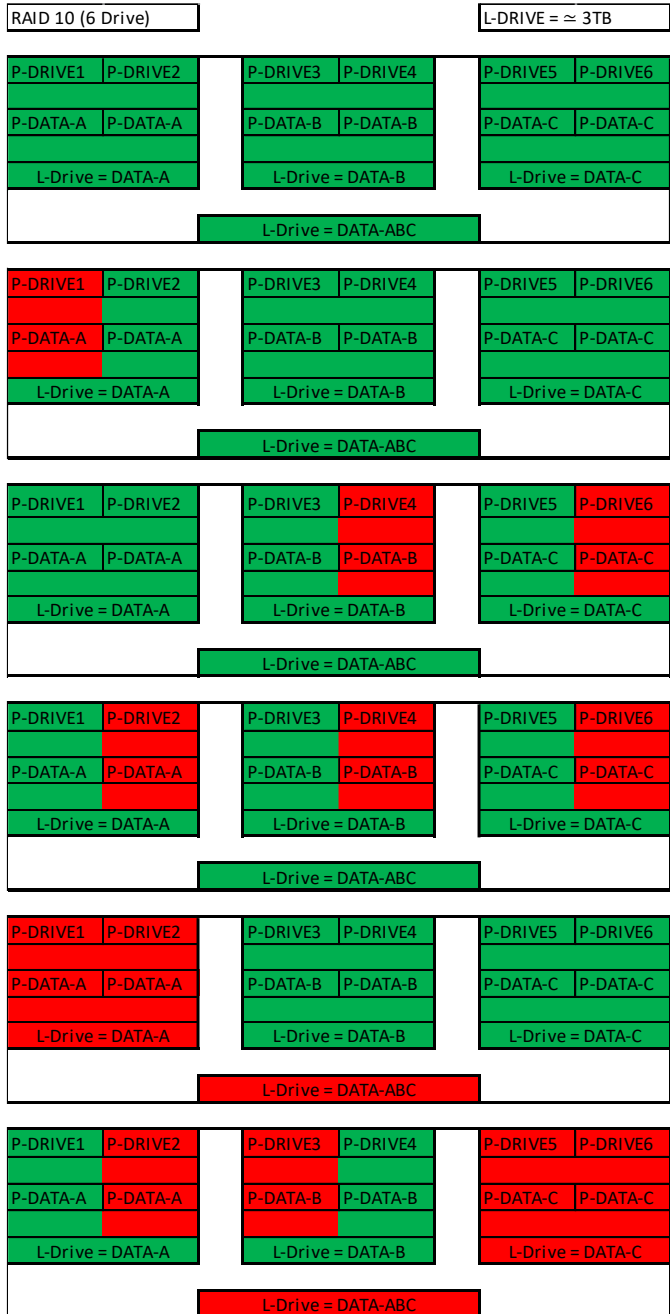 RAID 10 (6 Drive) L-DRIVE = ≃ 3TB
P-DRIVE1 P-DRIVE2 P-DRIVE3 P-DRIVE4 P-DRIVE5 P-DRIVE6
P-DATA-A P-DATA-A P-DATA-B P-DATA-B P-DATA-C P-DATA-C
L-Drive = DATA-A L-Drive = DATA-B L-Drive = DATA-C
L-Drive = DATA-ABC
P-DRIVE1 P-DRIVE2 P-DRIVE3 P-DRIVE4 P-DRIVE5 P-DRIVE6
P-DATA-A P-DATA-A P-DATA-B P-DATA-B P-DATA-C P-DATA-C
L-Drive = DATA-A L-Drive = DATA-B L-Drive = DATA-C
L-Drive = DATA-ABC
P-DRIVE1 P-DRIVE2 P-DRIVE3 P-DRIVE4 P-DRIVE5 P-DRIVE6
P-DATA-A P-DATA-A P-DATA-B P-DATA-B P-DATA-C P-DATA-C
L-Drive = DATA-A L-Drive = DATA-B L-Drive = DATA-C
L-Drive = DATA-ABC
P-DRIVE1 P-DRIVE2 P-DRIVE3 P-DRIVE4 P-DRIVE5 P-DRIVE6
P-DATA-A P-DATA-A P-DATA-B P-DATA-B P-DATA-C P-DATA-C
L-Drive = DATA-A L-Drive = DATA-B L-Drive = DATA-C
L-Drive = DATA-ABC
P-DRIVE1 P-DRIVE2 P-DRIVE3 P-DRIVE4 P-DRIVE5 P-DRIVE6
P-DATA-A P-DATA-A P-DATA-B P-DATA-B P-DATA-C P-DATA-C
L-Drive = DATA-A L-Drive = DATA-B L-Drive = DATA-C
L-Drive = DATA-ABC
P-DRIVE1 P-DRIVE2 P-DRIVE3 P-DRIVE4 P-DRIVE5 P-DRIVE6
P-DATA-A P-DATA-A P-DATA-B P-DATA-B P-DATA-C P-DATA-C
L-Drive = DATA-A L-Drive = DATA-B L-Drive = DATA-C
L-Drive = DATA-ABC